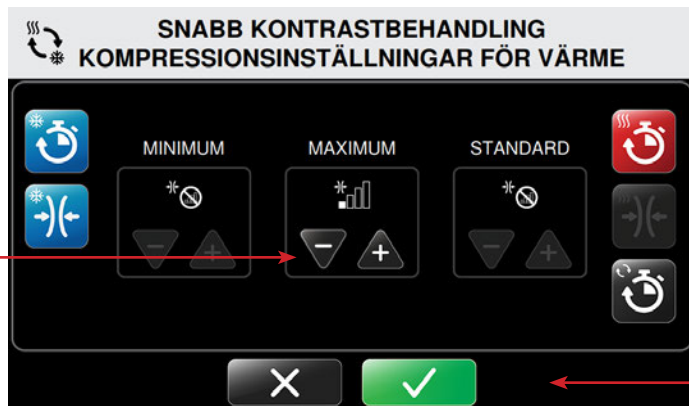 SNABB KONTRASTBEHANDLING
KOMPRESSIONSINSTÄLLNINGAR FÖR VÄRME
MINIMUM MAXIMUM STANDARD